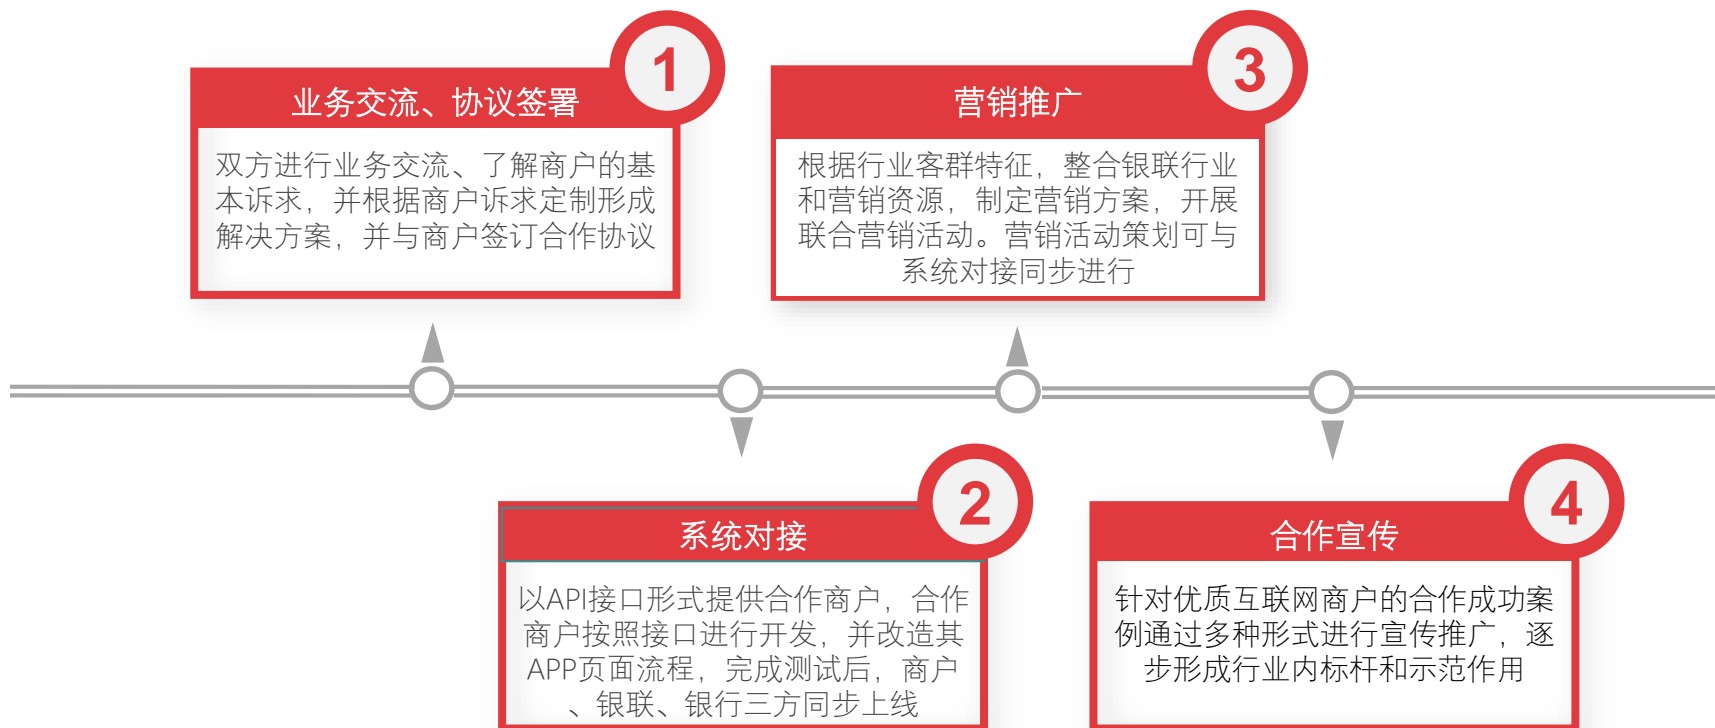 1
业务交流、协议签署
双方进行业务交流、了解商户的基
本诉求，并根据商户诉求定制形成
解决方案，并与商户签订合作协议
3
营销推广
根据行业客群特征，整合银联行业
和营销资源，制定营销方案，开展
联合营销活动。营销活动策划可与
系统对接同步进行
2
系统对接
以API接口形式提供合作商户，合作
商户按照接口进行开发，并改造其
APP页面流程，完成测试后，商户
、银联、银行三方同步上线
4
合作宣传
针对优质互联网商户的合作成功案
例通过多种形式进行宣传推广，逐
步形成行业内标杆和示范作用